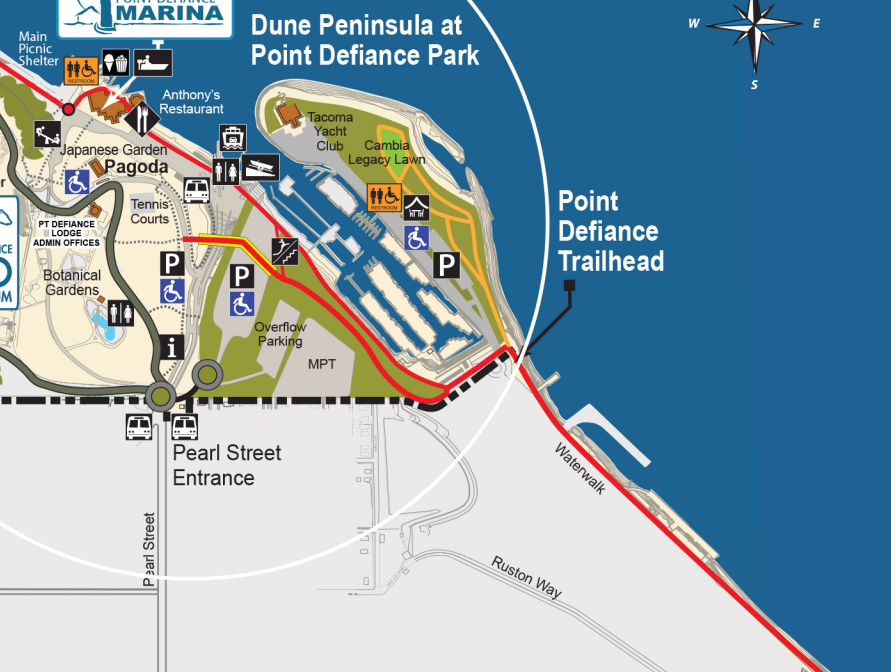 POINT DEFIANCE
MARINA
Dune Peninsula at
Point Defiance Park
W
E
S
Main
Picnic
Shelter
RESTROOM
Anthony's
Restaurant
Tacoma
Yacht
Club
Cambia
Legacy Lawn
Japanese Garden
Pagoda
RESTROOM
Tennis
Courts
PT DEFIANCE
LODGE
ADMIN OFFICES
Point
Defiance
Trailhead
P
P
P
Botanical
Gardens
UM
Overflow
Parking
MPT
i
Pearl Street
Entrance
Waterwalk
Pearl Street
Ruston Way